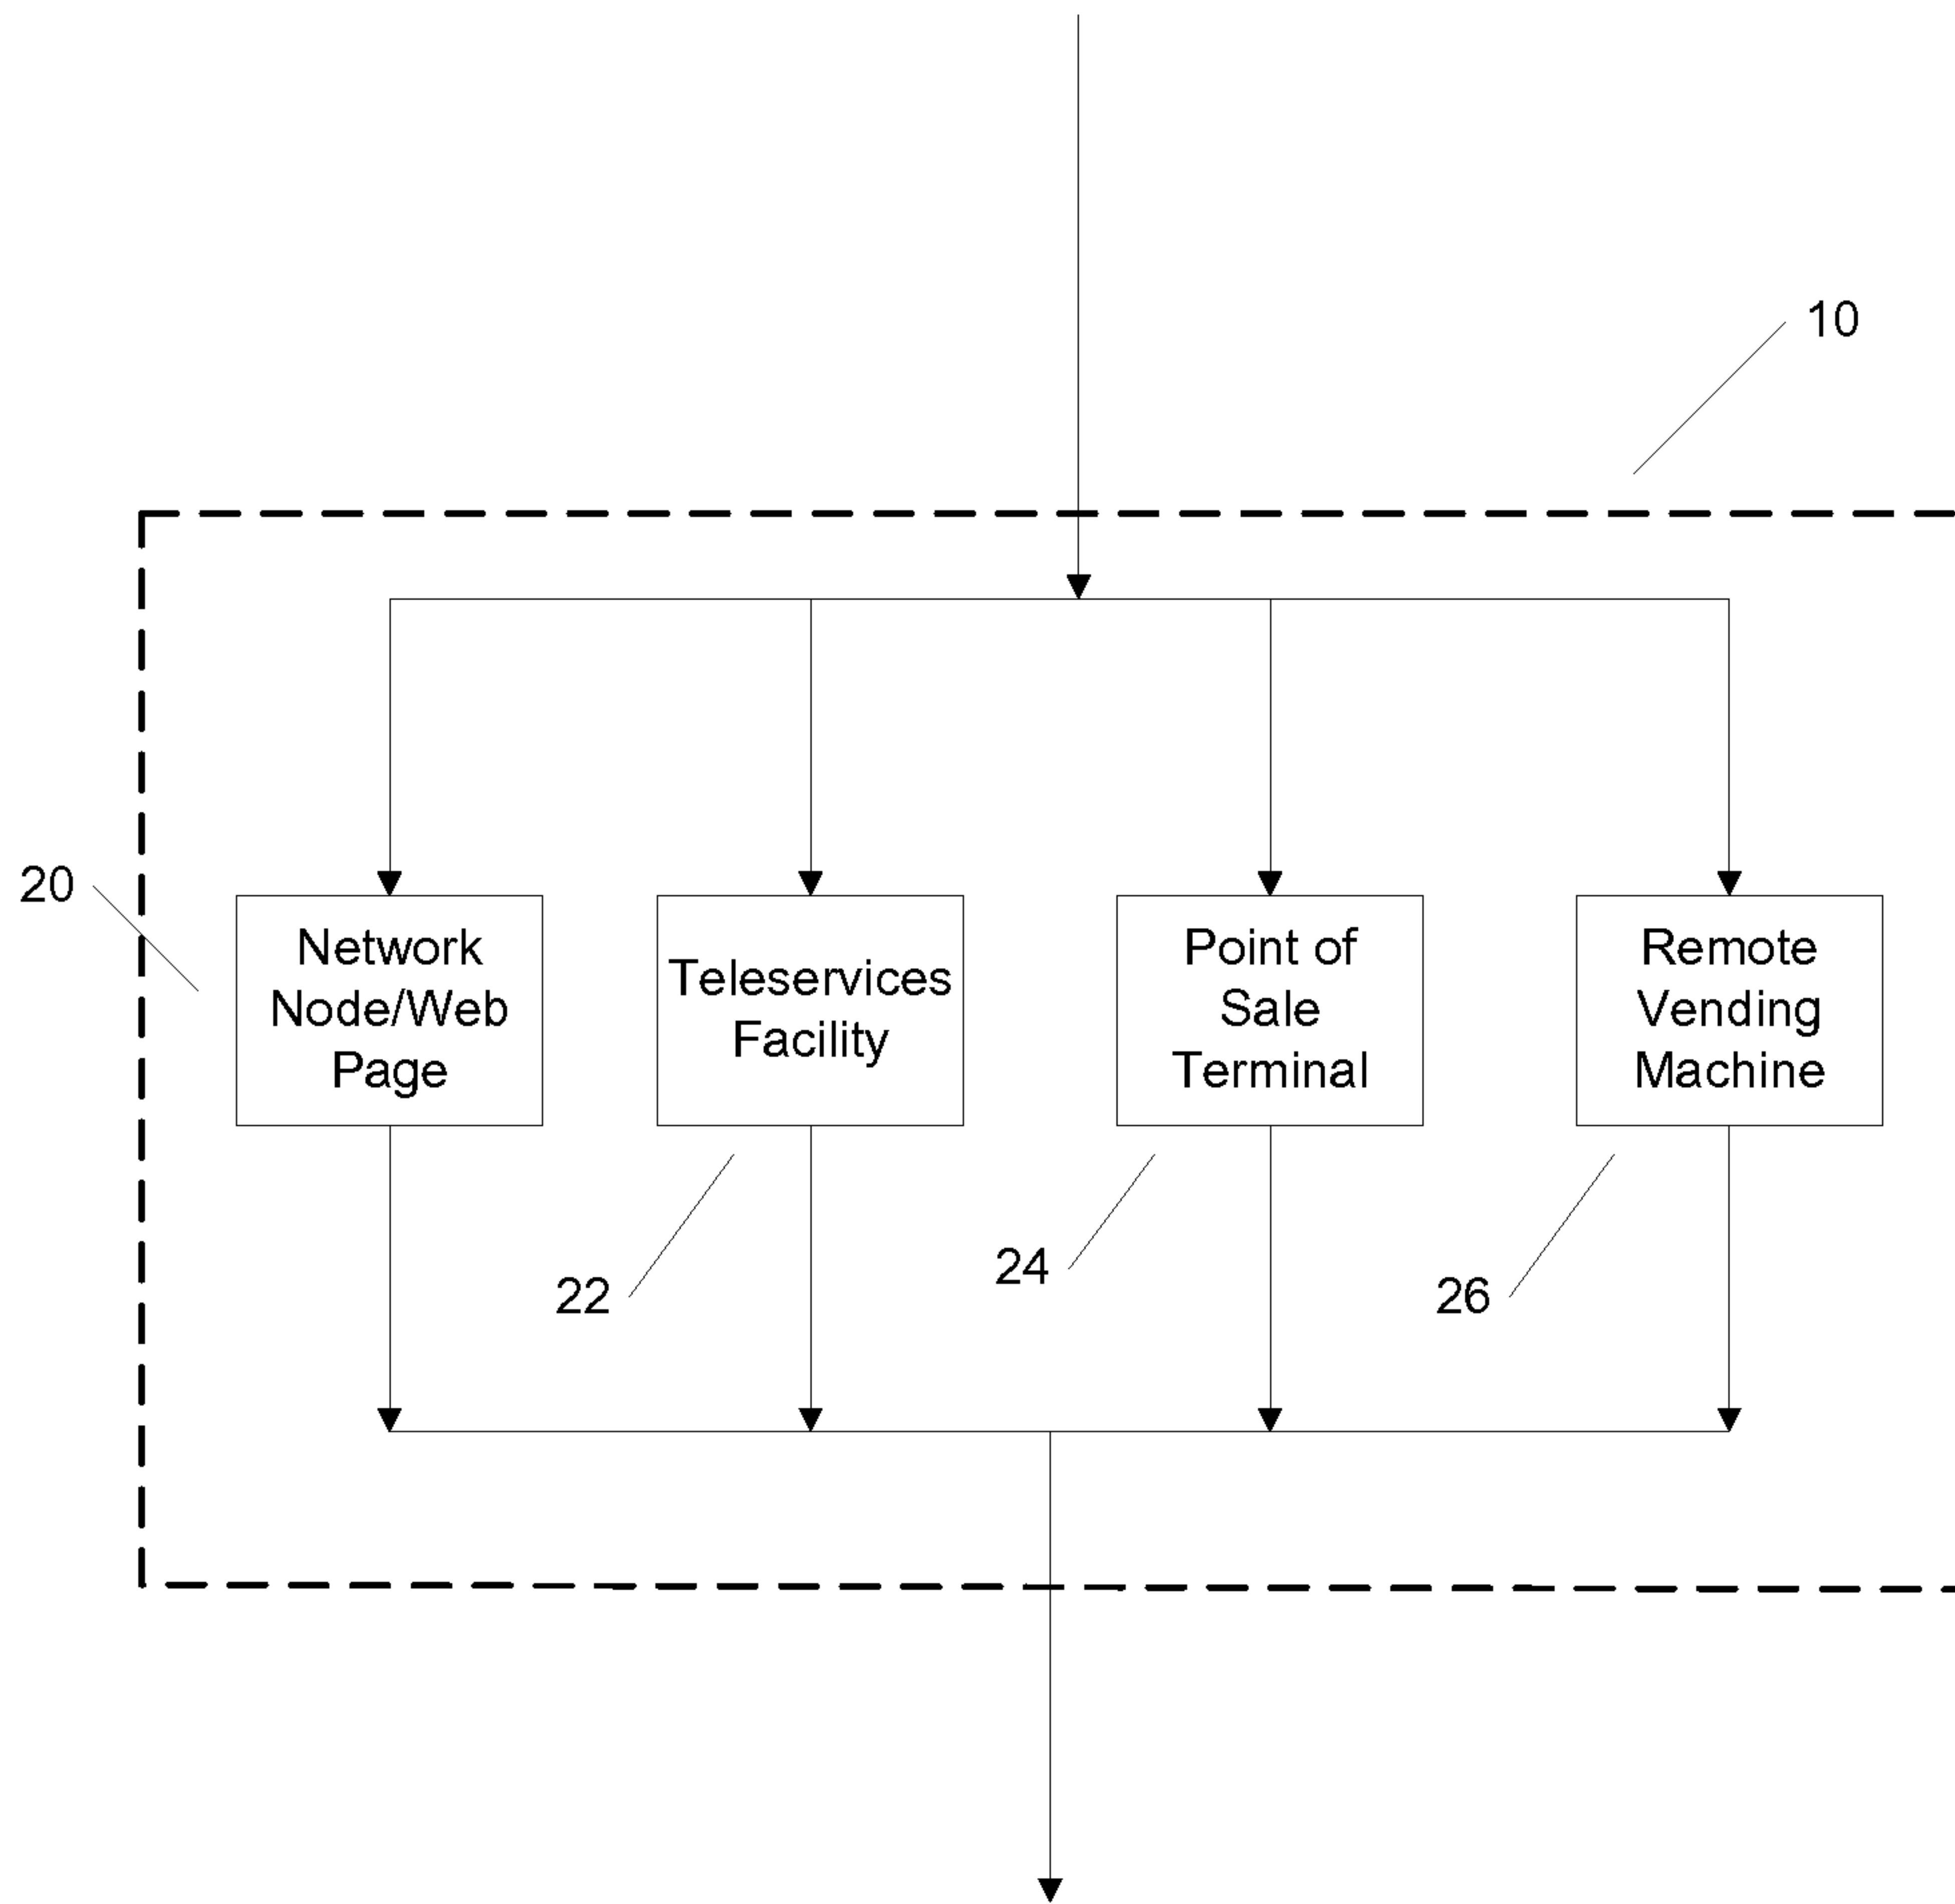 10
20
Network
Node/Web
Page
Teleservices
Facility
Point of
Sale
Terminal
Remote
Vending
Machine
22
24
26